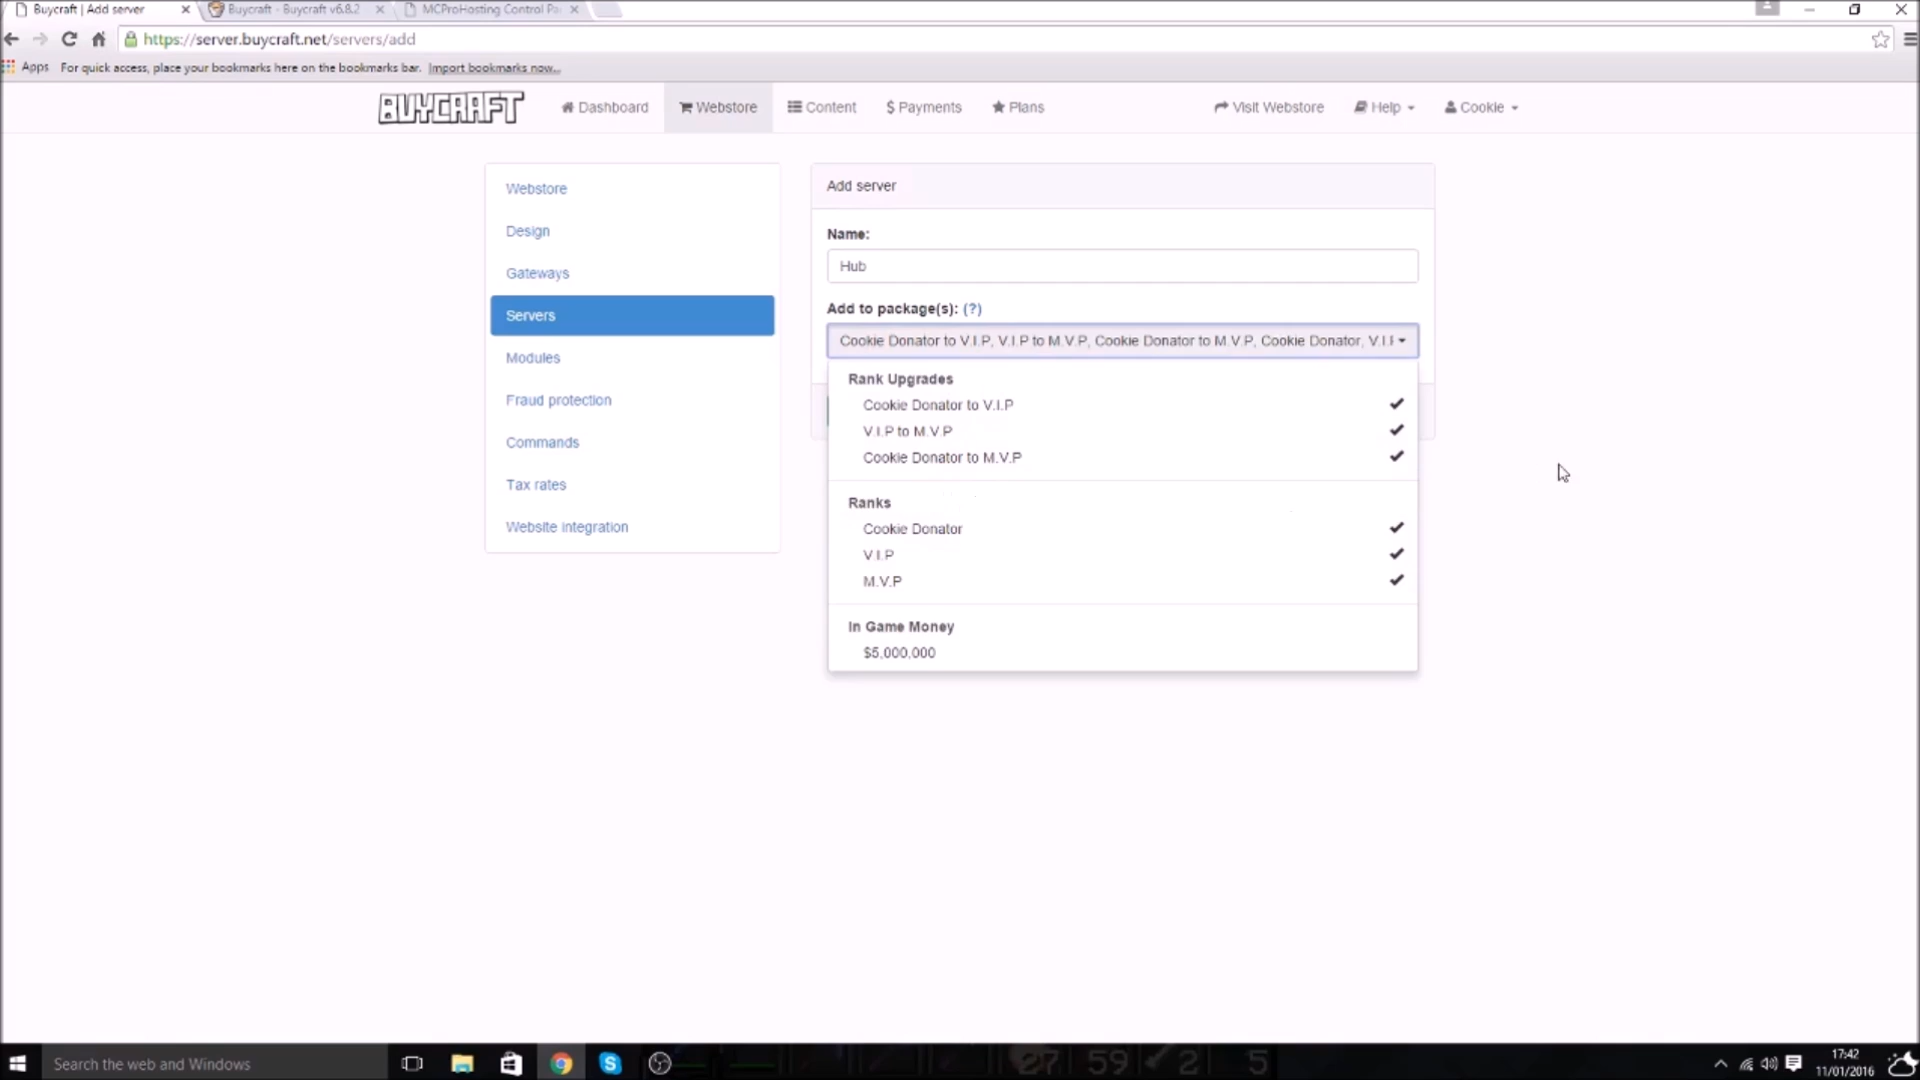 Buycraft | Add server
Buycraft - Buycraft v6.8.2
MCProHosting Control Pa
https://server.buycraft.net/servers/add
Apps For quick access, place your bookmarks here on the bookmarks bar. Import bookmarks now...
BUYCRAFT Dashboard Webstore Content $ Payments Plans Visit Webstore Help Cookie
Webstore
Design
Gateways
Servers
Modules
Fraud protection
Commands
Tax rates
Website integration
Add server
Name:
Hub
Add to package(s): (?)
Cookie Donator to V.I.P, V.I.P to M.V.P, Cookie Donator to M.V.P, Cookie Donator, V.I.P
Rank Upgrades
Cookie Donator to V.I.P
V.I.P to M.V.P
Cookie Donator to M.V.P
Ranks
Cookie Donator
V.I.P
M.V.P
In Game Money
$5,000,000
Search the web and Windows
27 59 2 5
17:42
11/01/2016